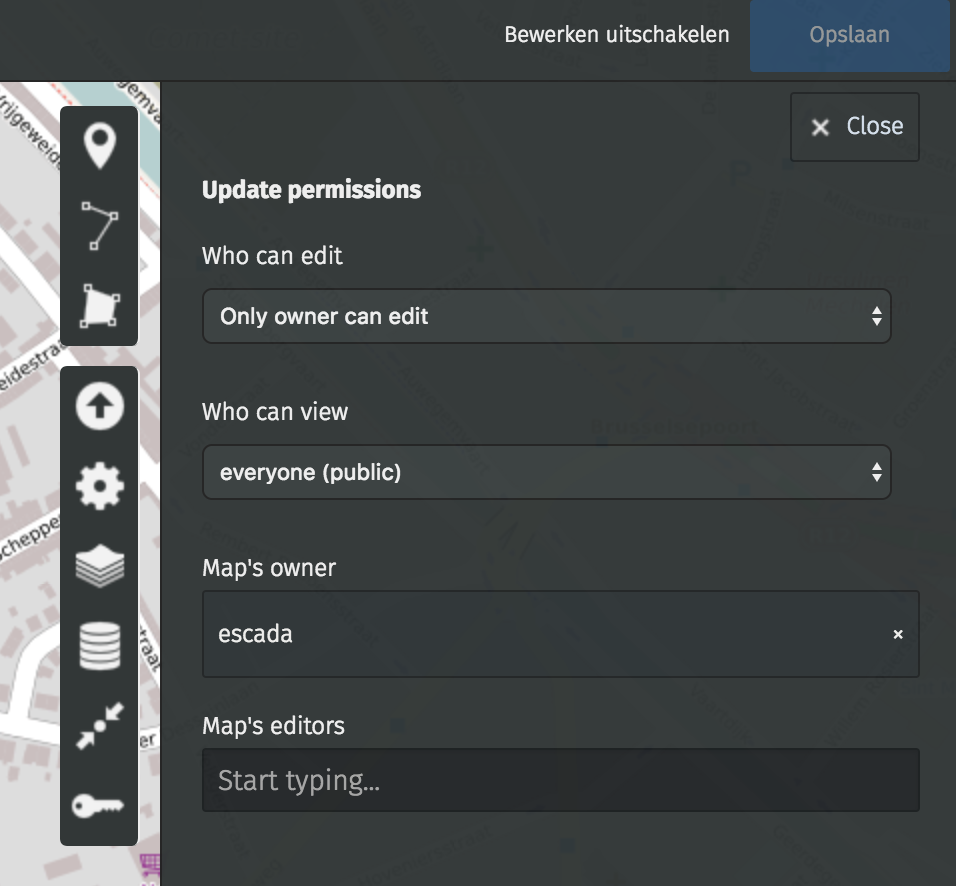 Bewerken uitschakelen
Opslaan
Close
Update permissions
Who can edit
Only owner can edit
Who can view
everyone (public)
Map's owner
escada
×
Map's editors
Start typing...